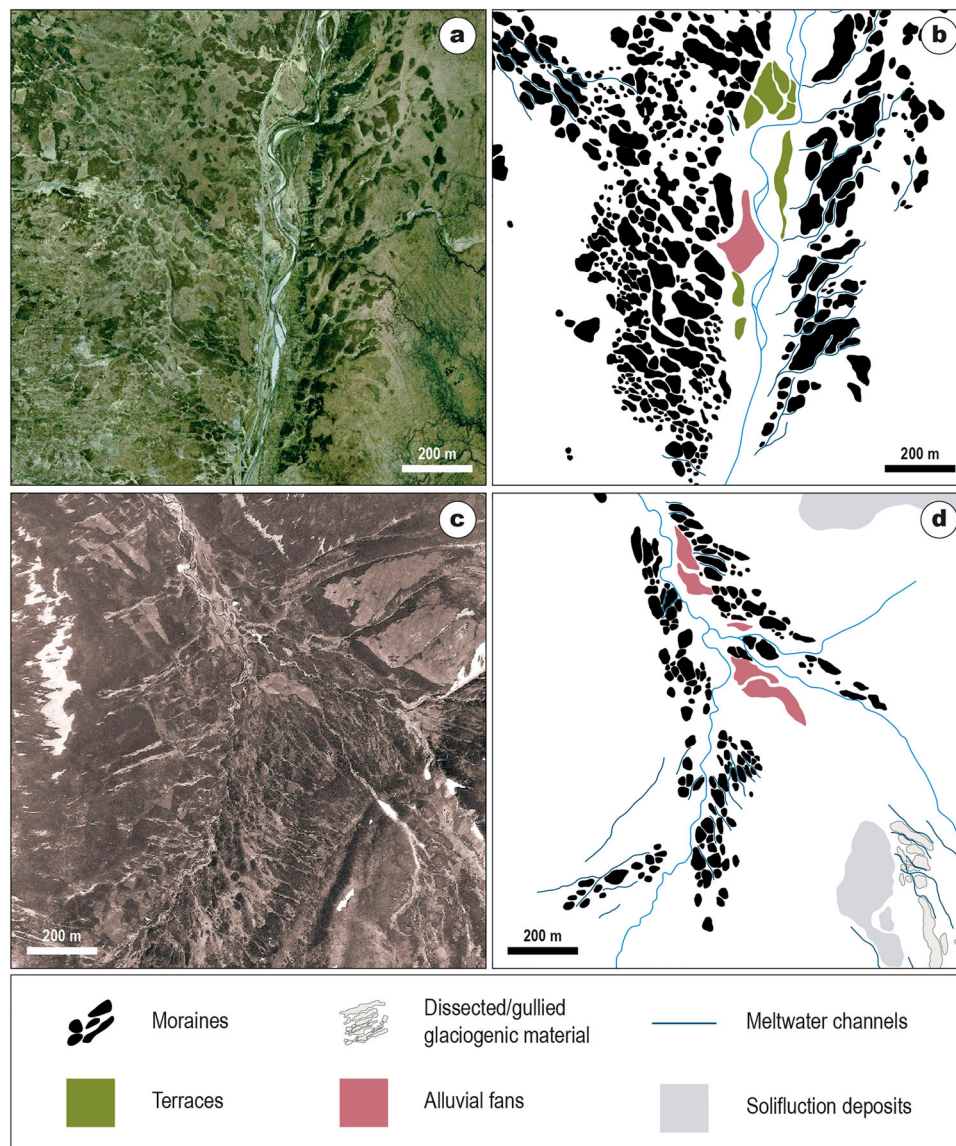 a
b
200 m
200 m
c
d
200 m
200 m
Moraines
Dissected/gullied
glaciogenic material
Meltwater channels
Terraces
Alluvial fans
Solifluction deposits